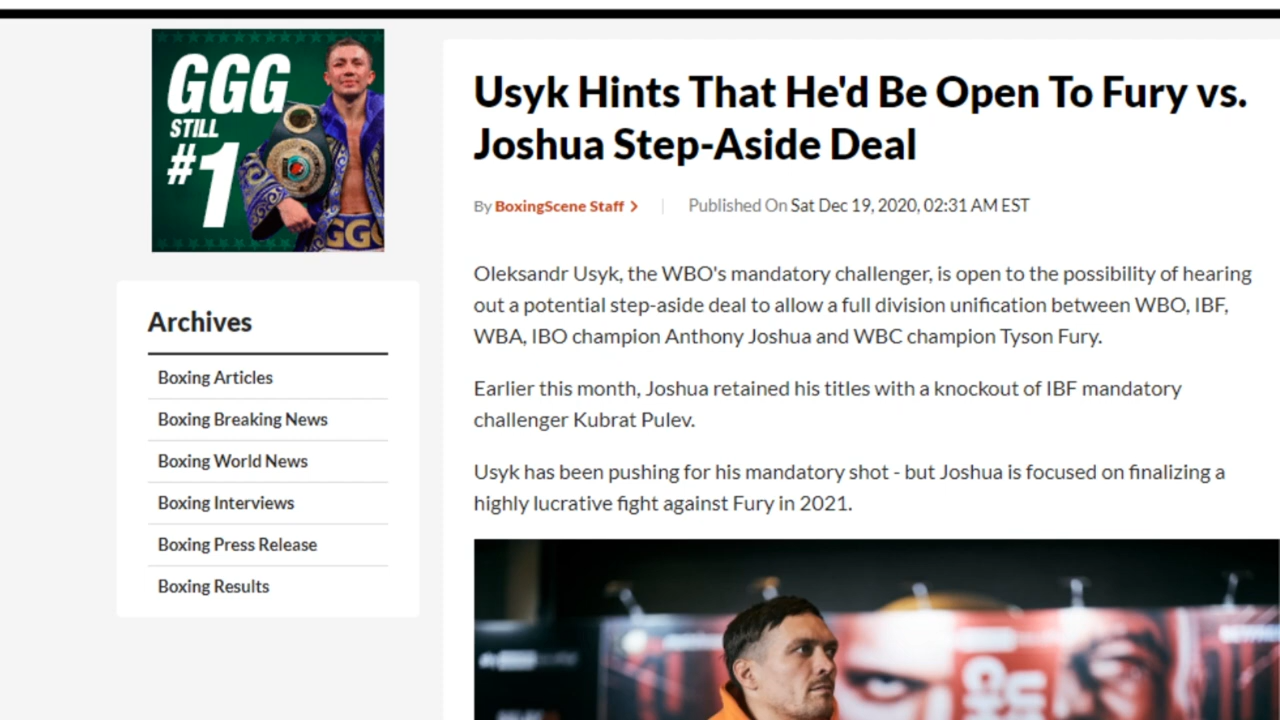 GGG
STILL
#1
GGG
Archives
Boxing Articles
Boxing Breaking News
Boxing World News
Boxing Interviews
Boxing Press Release
Boxing Results
Usyk Hints That He'd Be Open To Fury vs.
Joshua Step-Aside Deal
By BoxingScene Staff > | Published On Sat Dec 19, 2020, 02:31 AM EST
Oleksandr Usyk, the WBO's mandatory challenger, is open to the possibility of hearing
out a potential step-aside deal to allow a full division unification between WBO, IBF,
WBA, IBO champion Anthony Joshua and WBC champion Tyson Fury.
Earlier this month, Joshua retained his titles with a knockout of IBF mandatory
challenger Kubrat Pulev.
Usyk has been pushing for his mandatory shot - but Joshua is focused on finalizing a
highly lucrative fight against Fury in 2021.